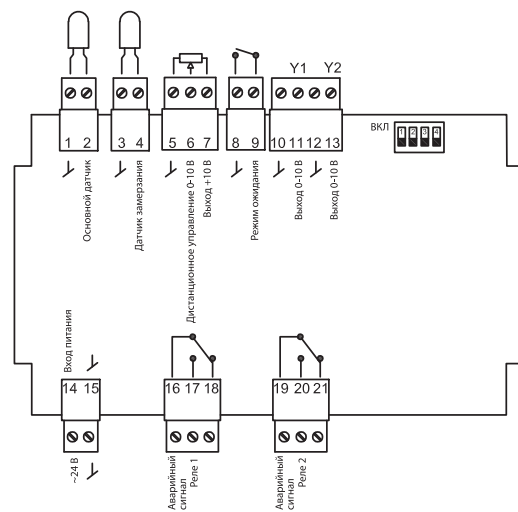 Y1 Y2
1 2 3 4 5 6 7 8 9 10 11 12 13
ВКЛ
1 2 3 4
Основной датчик
Датчик замерзания
Дистанционное управление 0-10 В
Выход +10 В
Режим ожидания
Выход 0-10 В
Выход 0-10 В
Вход питания
14 15 16 17 18 19 20 21
~24 В
Аварийный
сигнал
Реле 1
Аварийный
сигнал
Реле 2